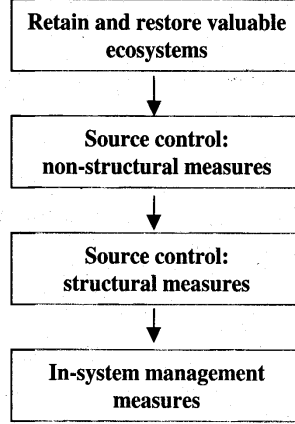 Retain and restore valuable
ecosystems
Source control:
non-structural measures
Source control:
structural measures
In-system management
measures